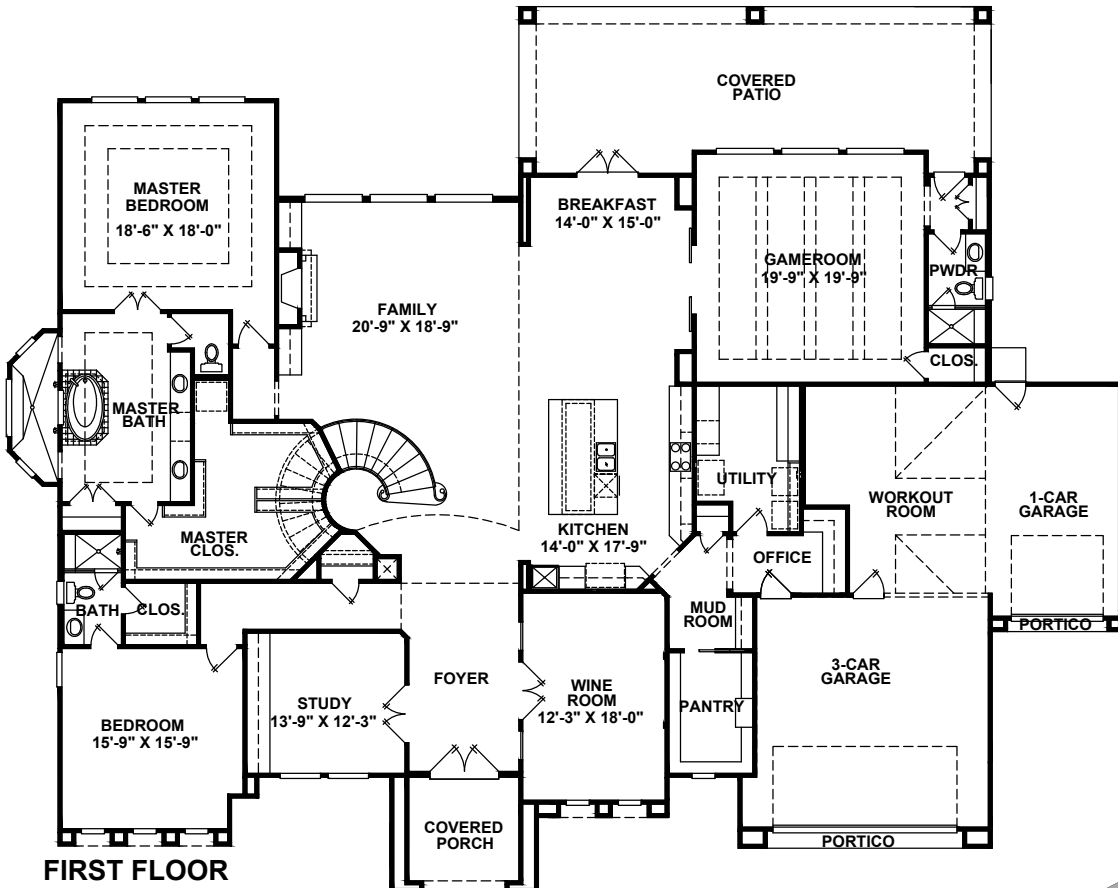 COVERED
PATIO
MASTER
BEDROOM
18'-6" X 18'-0"
BREAKFAST
14'-0" X 15'-0"
GAMEROOM
19'-9" X 19'-9"
PWDR
FAMILY
20'-9" X 18'-9"
CLOS.
MASTER
BATH
UTILITY
WORKOUT
ROOM
1-CAR
GARAGE
MASTER
CLOS.
KITCHEN
14'-0" X 17'-9"
OFFICE
BATH
CLOS.
MUD
ROOM
PORTICO
FOYER
3-CAR
GARAGE
STUDY
13'-9" X 12'-3"
WINE
ROOM
12'-3" X 18'-0"
PANTRY
BEDROOM
15'-9" X 15'-9"
COVERED
PORCH
PORTICO
FIRST FLOOR